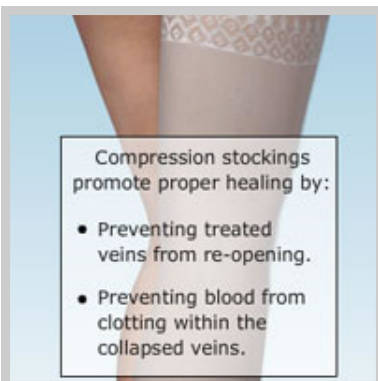 Compression stockings
promote proper healing by:
• Preventing treated
veins from re-opening.
• Preventing blood from
clotting within the
collapsed veins.